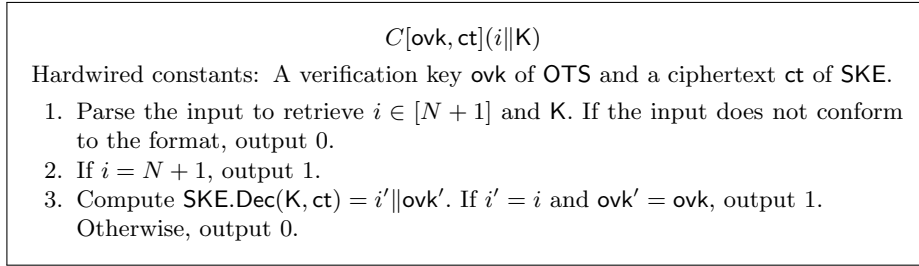 C[ovk, ct](i∥K)
Hardwired constants: A verification key ovk of OTS and a ciphertext ct of SKE.
1. Parse the input to retrieve i ∈ [N + 1] and K. If the input does not conform
to the format, output 0.
2. If i = N + 1, output 1.
3. Compute SKE.Dec(K, ct) = i′∥ovk′. If i′ = i and ovk′ = ovk, output 1.
Otherwise, output 0.